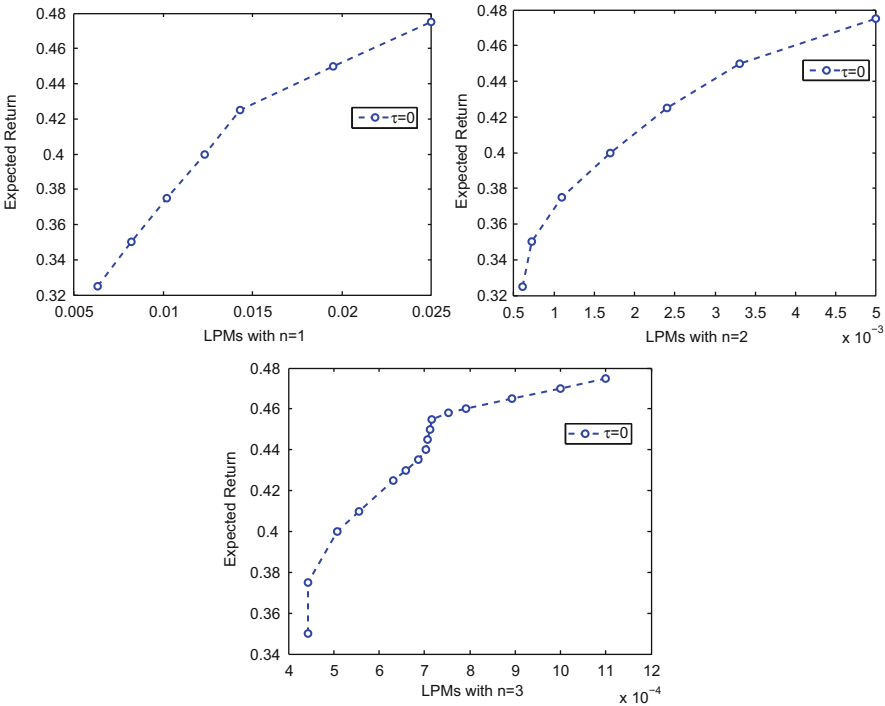 0.48
0.46
0.44
0.42
0.4
0.38
0.36
0.34
0.32
Expected Return
τ=0
0.005 0.01 0.015 0.02 0.025
LPMs with n=1
0.48
0.46
0.44
0.42
0.4
0.38
0.36
0.34
0.32
Expected Return
τ=0
0.5 1 1.5 2 2.5 3 3.5 4 4.5 5
LPMs with n=2
x 10⁻³
0.48
0.46
0.44
0.42
0.4
0.38
0.36
0.34
Expected Return
τ=0
4 5 6 7 8 9 10 11 12
LPMs with n=3
x 10⁻⁴